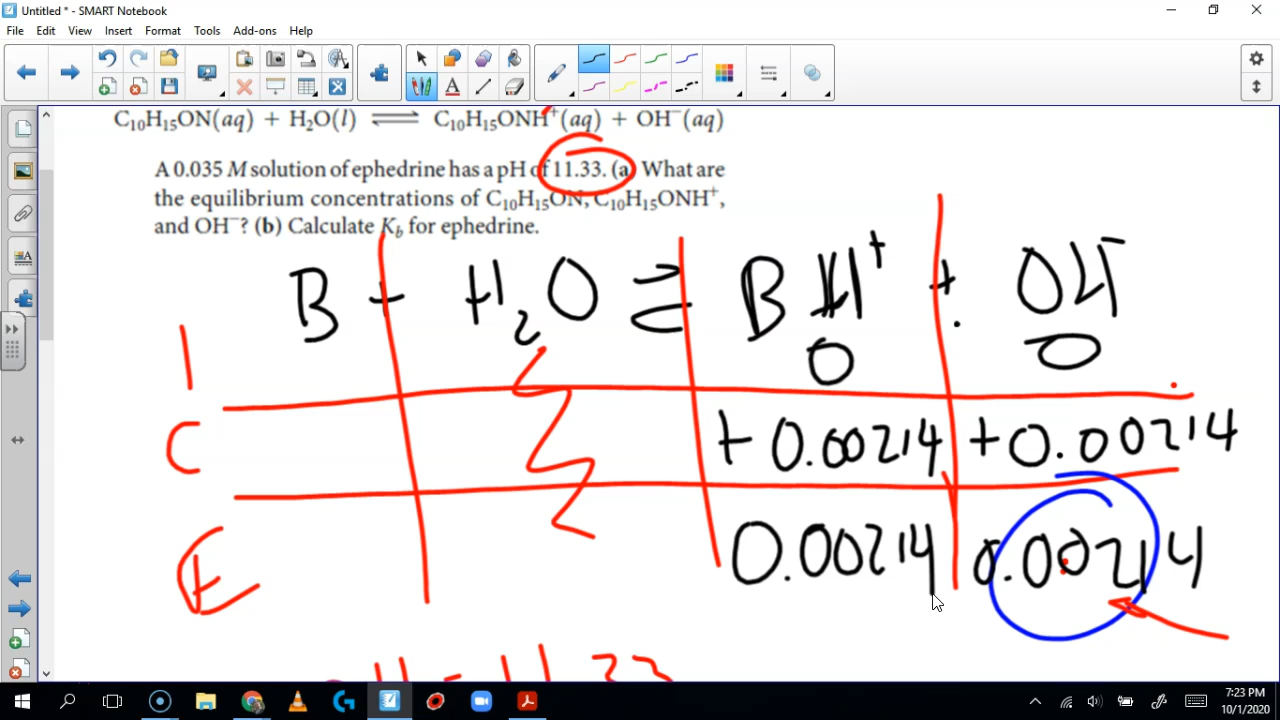 Untitled * - SMART Notebook
File Edit View Insert Format Tools Add-ons Help
C₁₀H₁₅ON(aq) + H₂O(l) ⇌ C₁₀H₁₅ONH⁺(aq) + OH⁻(aq)
A 0.035 M solution of ephedrine has a pH of 11.33. (a) What are
the equilibrium concentrations of C₁₀H₁₅ON, C₁₀H₁₅ONH⁺,
and OH⁻? (b) Calculate Kb for ephedrine.
B + H₂O ⇌ BH⁺ + OH⁻
I 0 0
C +0.00214 +0.00214
E 0.00214 0.00214
7:23 PM
10/1/2020